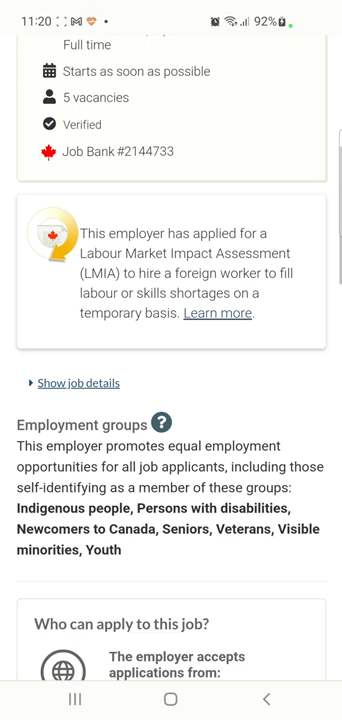 11:20
92%
Full time
Starts as soon as possible
5 vacancies
Verified
Job Bank #2144733
This employer has applied for a
Labour Market Impact Assessment
(LMIA) to hire a foreign worker to fill
labour or skills shortages on a
temporary basis. Learn more.
Show job details
Employment groups ?
This employer promotes equal employment
opportunities for all job applicants, including those
self-identifying as a member of these groups:
Indigenous people, Persons with disabilities,
Newcomers to Canada, Seniors, Veterans, Visible
minorities, Youth
Who can apply to this job?
The employer accepts
applications from: